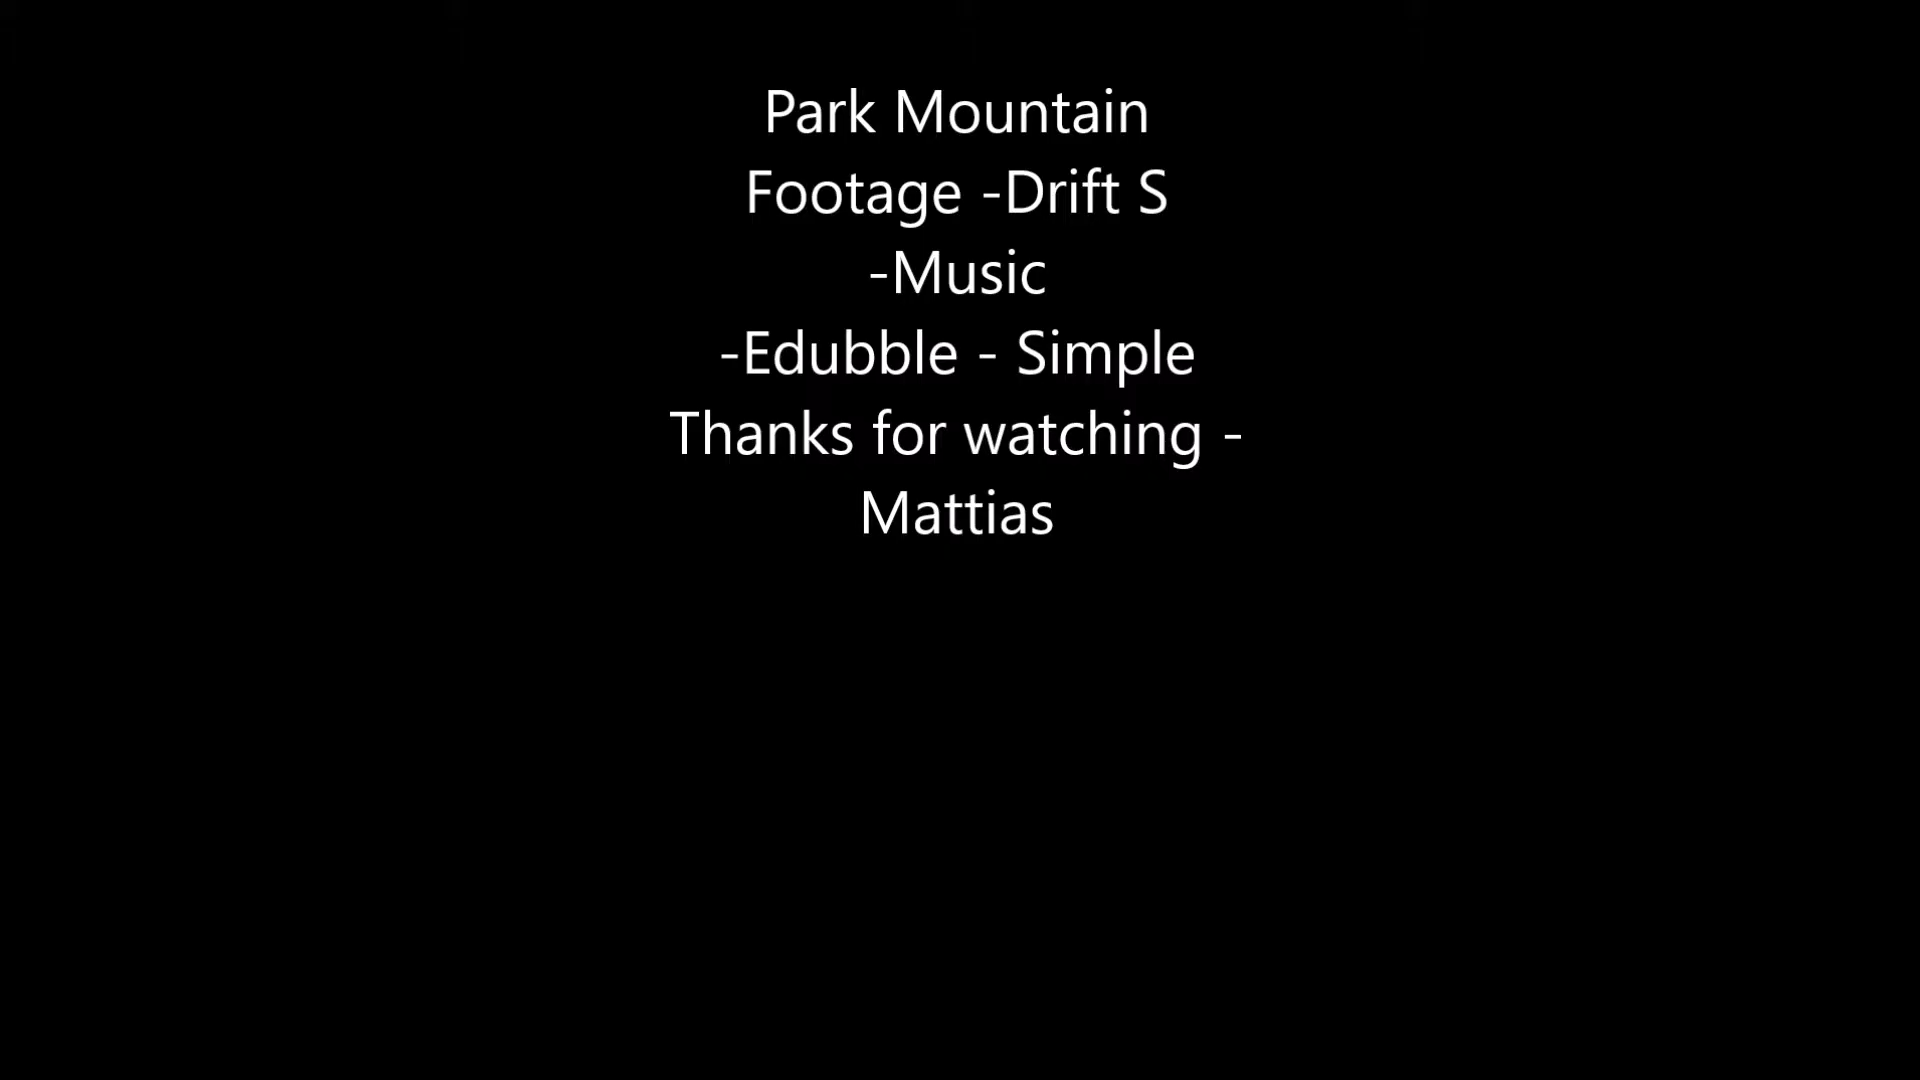 Park Mountain
Footage -Drift S
-Music
-Edubble - Simple
Thanks for watching -
Mattias